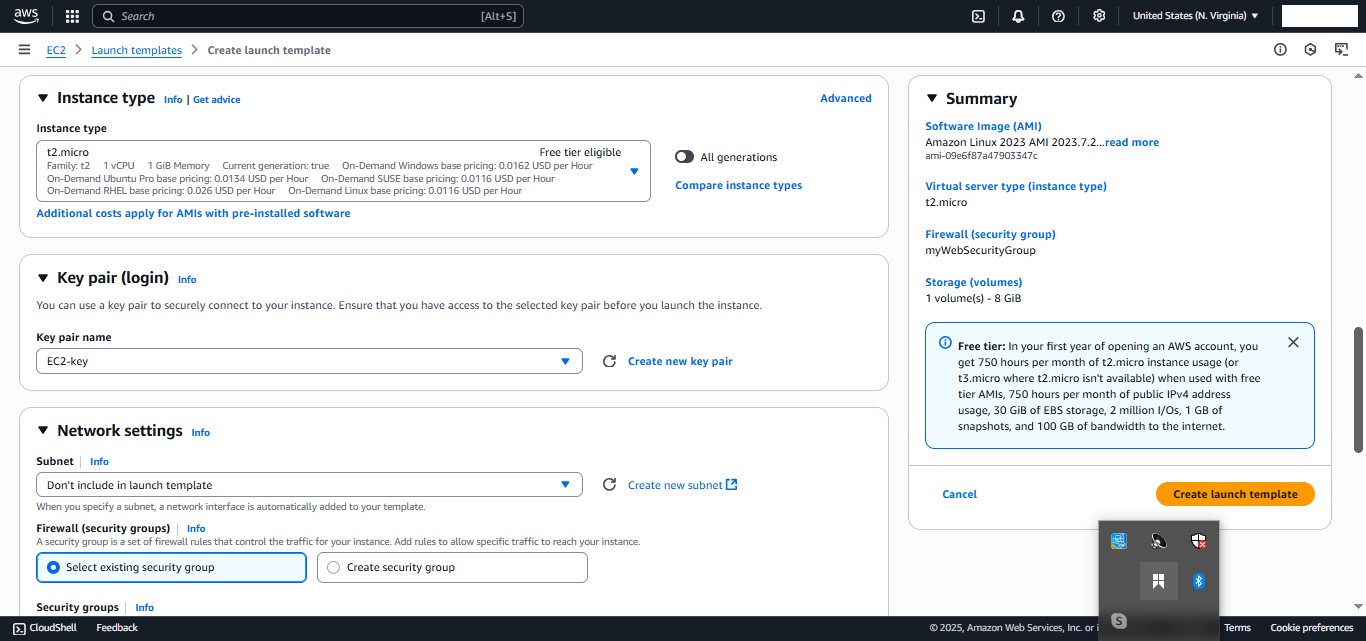 aws
Search [Alt+S]
United States (N. Virginia)
EC2 > Launch templates > Create launch template
Instance type Info | Get advice
Advanced
Instance type
t2.micro Free tier eligible
Family: t2 1 vCPU 1 GiB Memory Current generation: true On-Demand Windows base pricing: 0.0162 USD per Hour
On-Demand Ubuntu Pro base pricing: 0.0134 USD per Hour On-Demand SUSE base pricing: 0.0116 USD per Hour
On-Demand RHEL base pricing: 0.026 USD per Hour On-Demand Linux base pricing: 0.0116 USD per Hour
All generations
Compare instance types
Additional costs apply for AMIs with pre-installed software
Key pair (login) Info
You can use a key pair to securely connect to your instance. Ensure that you have access to the selected key pair before you launch the instance.
Key pair name
EC2-key
Create new key pair
Network settings Info
Subnet Info
Don't include in launch template
Create new subnet
When you specify a subnet, a network interface is automatically added to your template.
Firewall (security groups) Info
A security group is a set of firewall rules that control the traffic for your instance. Add rules to allow specific traffic to reach your instance.
Select existing security group
Create security group
Security groups Info
Summary
Software Image (AMI)
Amazon Linux 2023 AMI 2023.7.2...read more
ami-09e6f87a47903347c
Virtual server type (instance type)
t2.micro
Firewall (security group)
myWebSecurityGroup
Storage (volumes)
1 volume(s) - 8 GiB
Free tier: In your first year of opening an AWS account, you
get 750 hours per month of t2.micro instance usage (or
t3.micro where t2.micro isn't available) when used with free
tier AMIs, 750 hours per month of public IPv4 address
usage, 30 GiB of EBS storage, 2 million I/Os, 1 GB of
snapshots, and 100 GB of bandwidth to the internet.
Cancel
Create launch template
CloudShell Feedback
© 2025, Amazon Web Services, Inc. or
Terms Cookie preferences